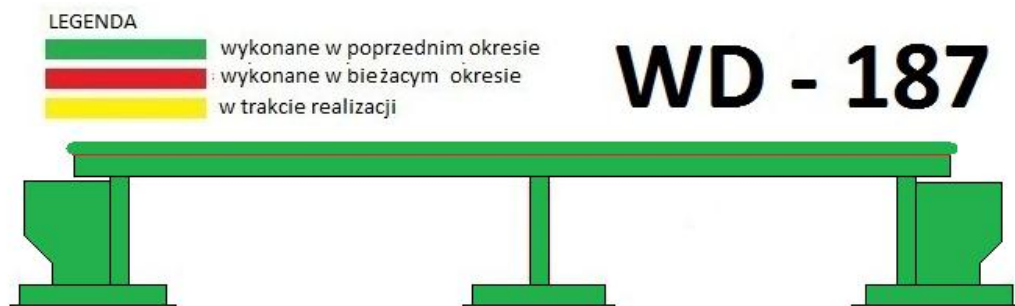 LEGENDA
wykonane w poprzednim okresie
wykonane w bieżacym okresie
w trakcie realizacji
WD - 187